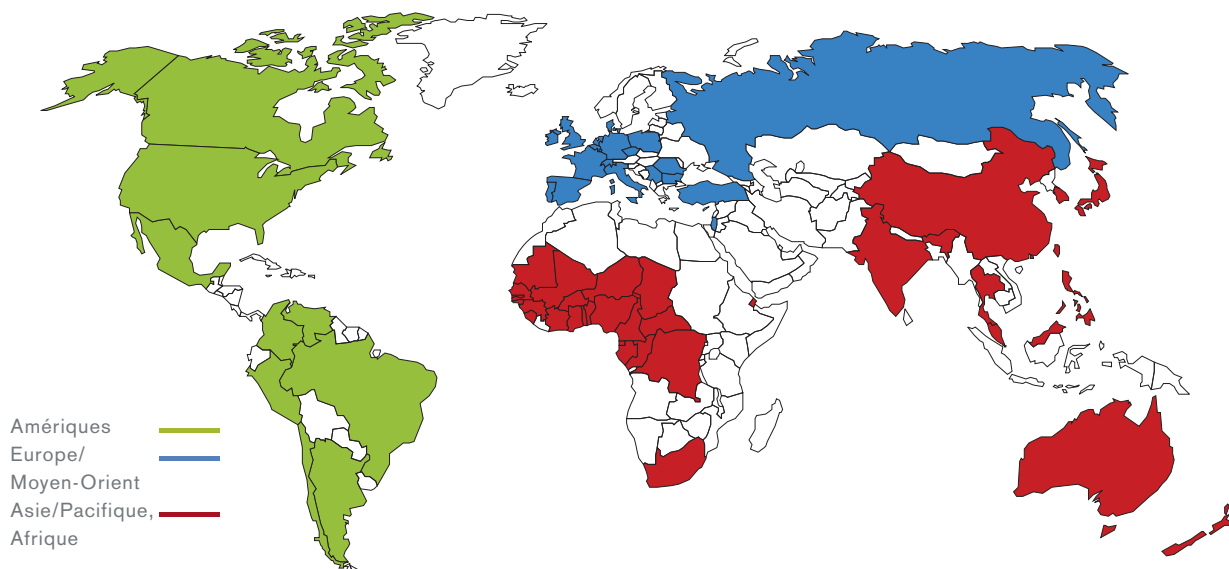 Amériques
Europe/
Moyen-Orient
Asie/Pacifique,
Afrique